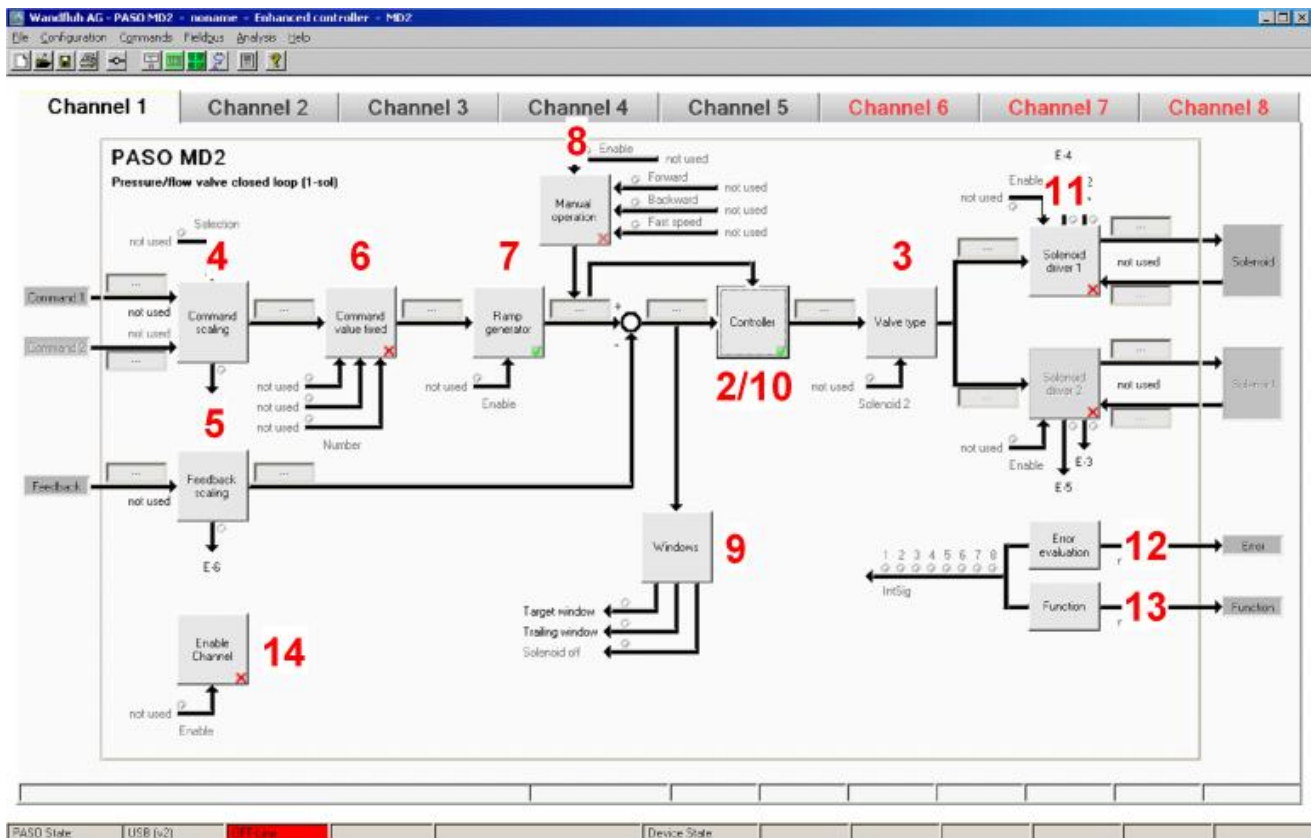 Wandfluh AG - PASO MD2 - noname - Enhanced controller - MD2
File Configuration Commands Fieldbus Analysis Help
Channel 1 Channel 2 Channel 3 Channel 4 Channel 5 Channel 6 Channel 7 Channel 8
PASO MD2
Pressure/flow valve closed loop (1-sol)
8
Enable
not used
E-4
Manual operation
Forward
not used
Backward
not used
Fast speed
not used
Enable
11
2
not used
Selection
not used
4
6
7
3
...
Solenoid driver 1
...
not used
...
Solenoid
Command 1
...
not used
Command 2
not used
...
Command scaling
...
Command value fixed
...
Ramp generator
...
+
-
...
Controller
...
Valve type
2/10
not used
Solenoid 2
5
not used
not used
not used
Number
not used
Enable
...
Solenoid driver 2
...
not used
...
Solenoid
not used
Enable
E-3
E-5
Feedback
...
not used
Feedback scaling
...
E-6
Windows
9
Target window
Trailing window
Solenoid off
1 2 3 4 5 6 7 8
IntSig
Error evaluation
12
Error
Function
13
Function
Enable Channel
14
not used
Enable
PASO State:
USB (v2)
OFF-Line
Device State